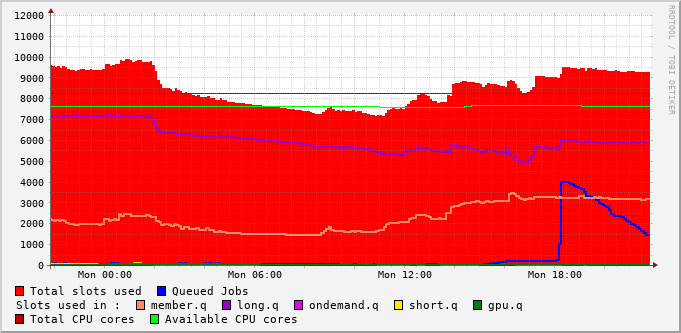 RRDTOOL / TOBI OETIKER
12000
11000
10000
9000
8000
7000
6000
5000
4000
3000
2000
1000
0
Mon 00:00 Mon 06:00 Mon 12:00 Mon 18:00
Total slots used Queued Jobs
Slots used in : member.q long.q ondemand.q short.q gpu.q
Total CPU cores Available CPU cores